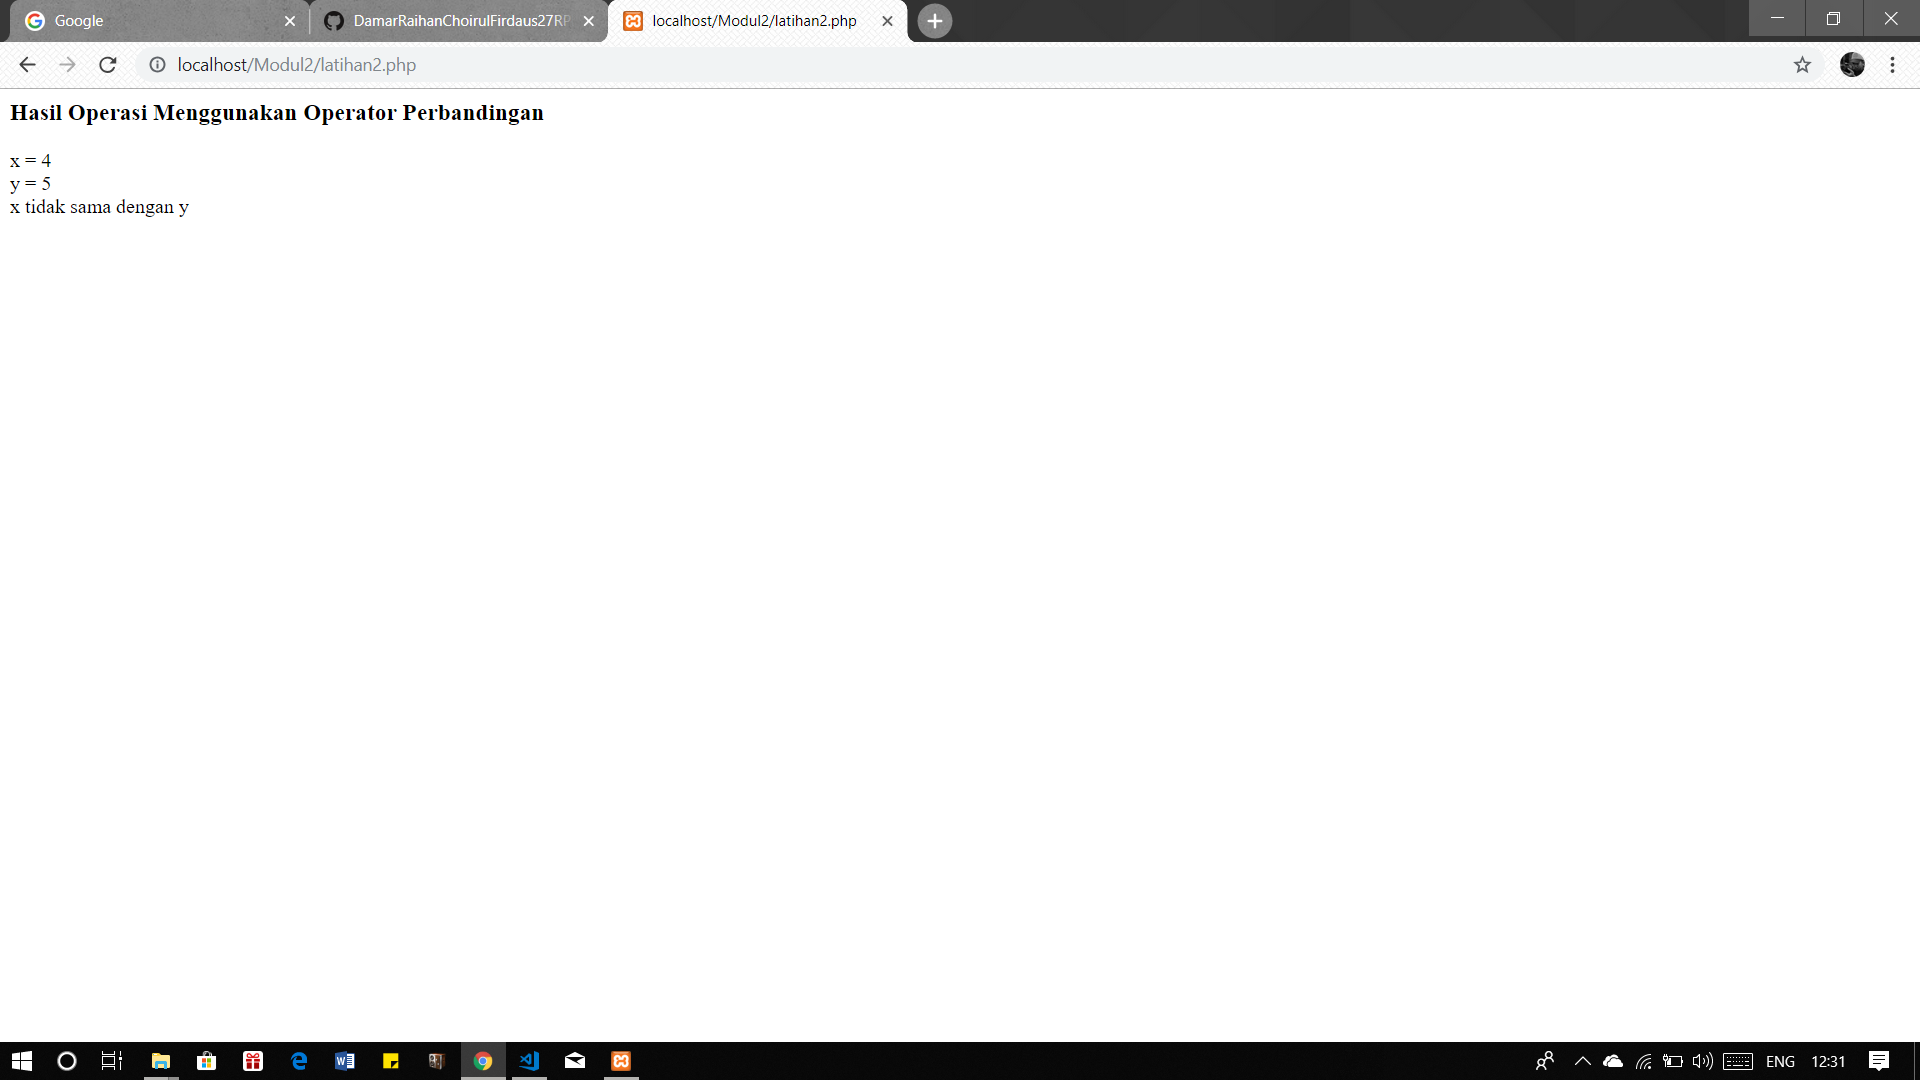 Google
DamarRaihanChoirulFirdaus27RP
localhost/Modul2/latihan2.php
localhost/Modul2/latihan2.php
Hasil Operasi Menggunakan Operator Perbandingan
x = 4
y = 5
x tidak sama dengan y
ENG
12:31